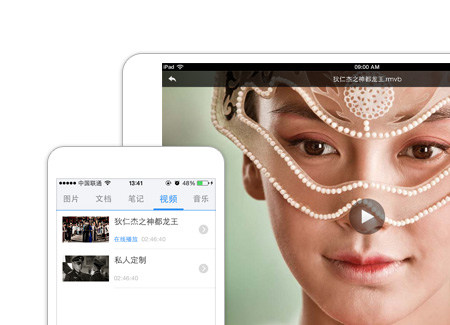 iPad 09:00 AM
狄仁杰之神都龙王.rmvb
中国联通 13:41 48%
图片 文档 笔记 视频 音乐
狄仁杰之神都龙王
在线播放 02:46:40
私人定制
02:46:40